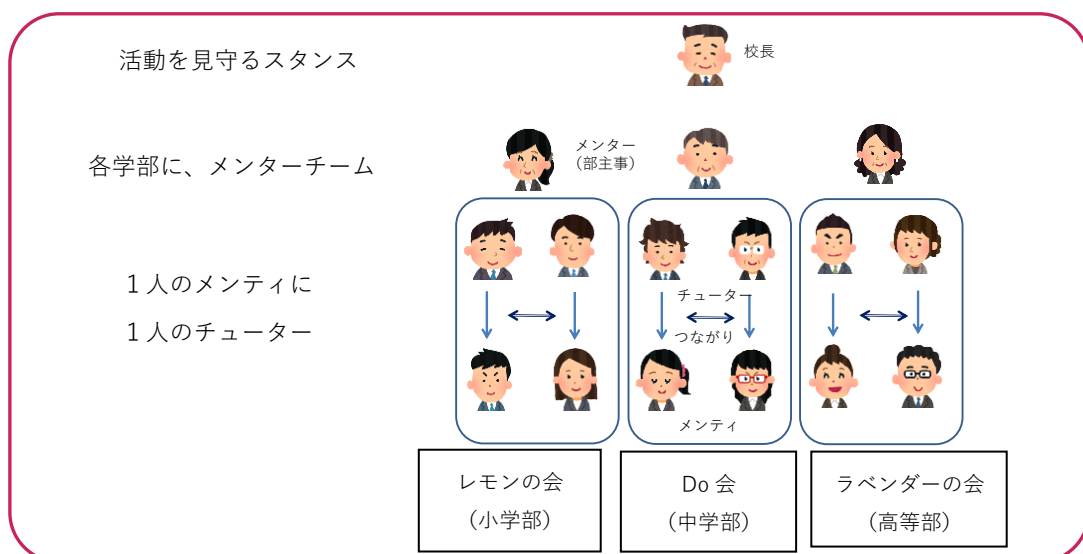 活動を見守るスタンス
校長
各学部に、メンターチーム
メンター
(部主事)
1人のメンティに
1人のチューター
チューター
つながり
メンティ
レモンの会
(小学部)
Do 会
(中学部)
ラベンダーの会
(高等部)